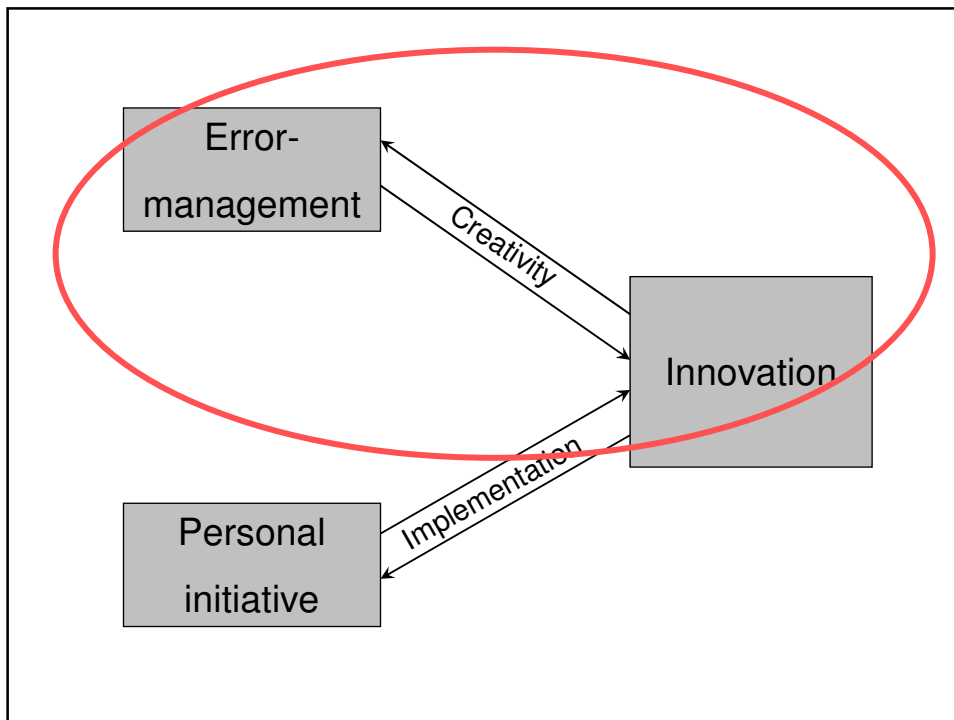 Error-
management
Creativity
Innovation
Implementation
Personal
initiative